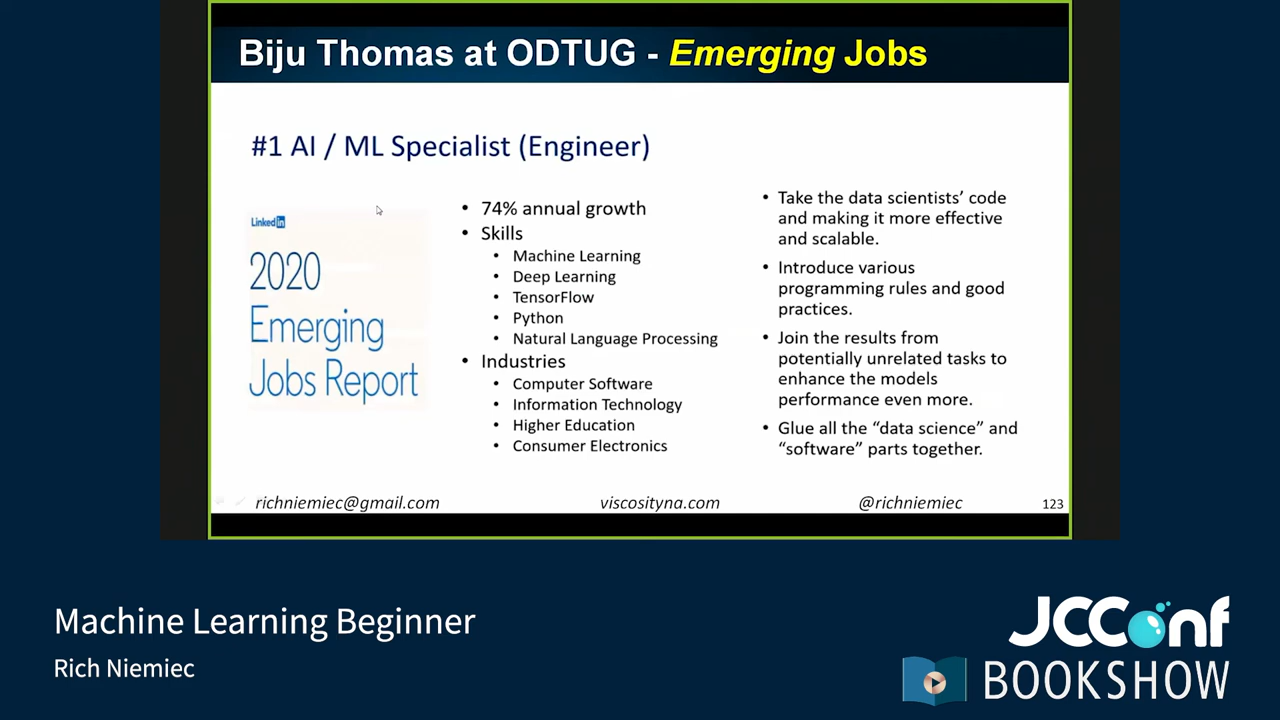 Biju Thomas at ODTUG - Emerging Jobs
#1 AI / ML Specialist (Engineer)
Linkedin
2020
Emerging
Jobs Report
• 74% annual growth
• Skills
• Machine Learning
• Deep Learning
• TensorFlow
• Python
• Natural Language Processing
• Industries
• Computer Software
• Information Technology
• Higher Education
• Consumer Electronics
• Take the data scientists’ code
and making it more effective
and scalable.
• Introduce various
programming rules and good
practices.
• Join the results from
potentially unrelated tasks to
enhance the models
performance even more.
• Glue all the “data science” and
“software” parts together.
richniemiec@gmail.com
viscosityna.com
@richniemiec
123
Machine Learning Beginner
Rich Niemiec
JCConf
BOOKSHOW